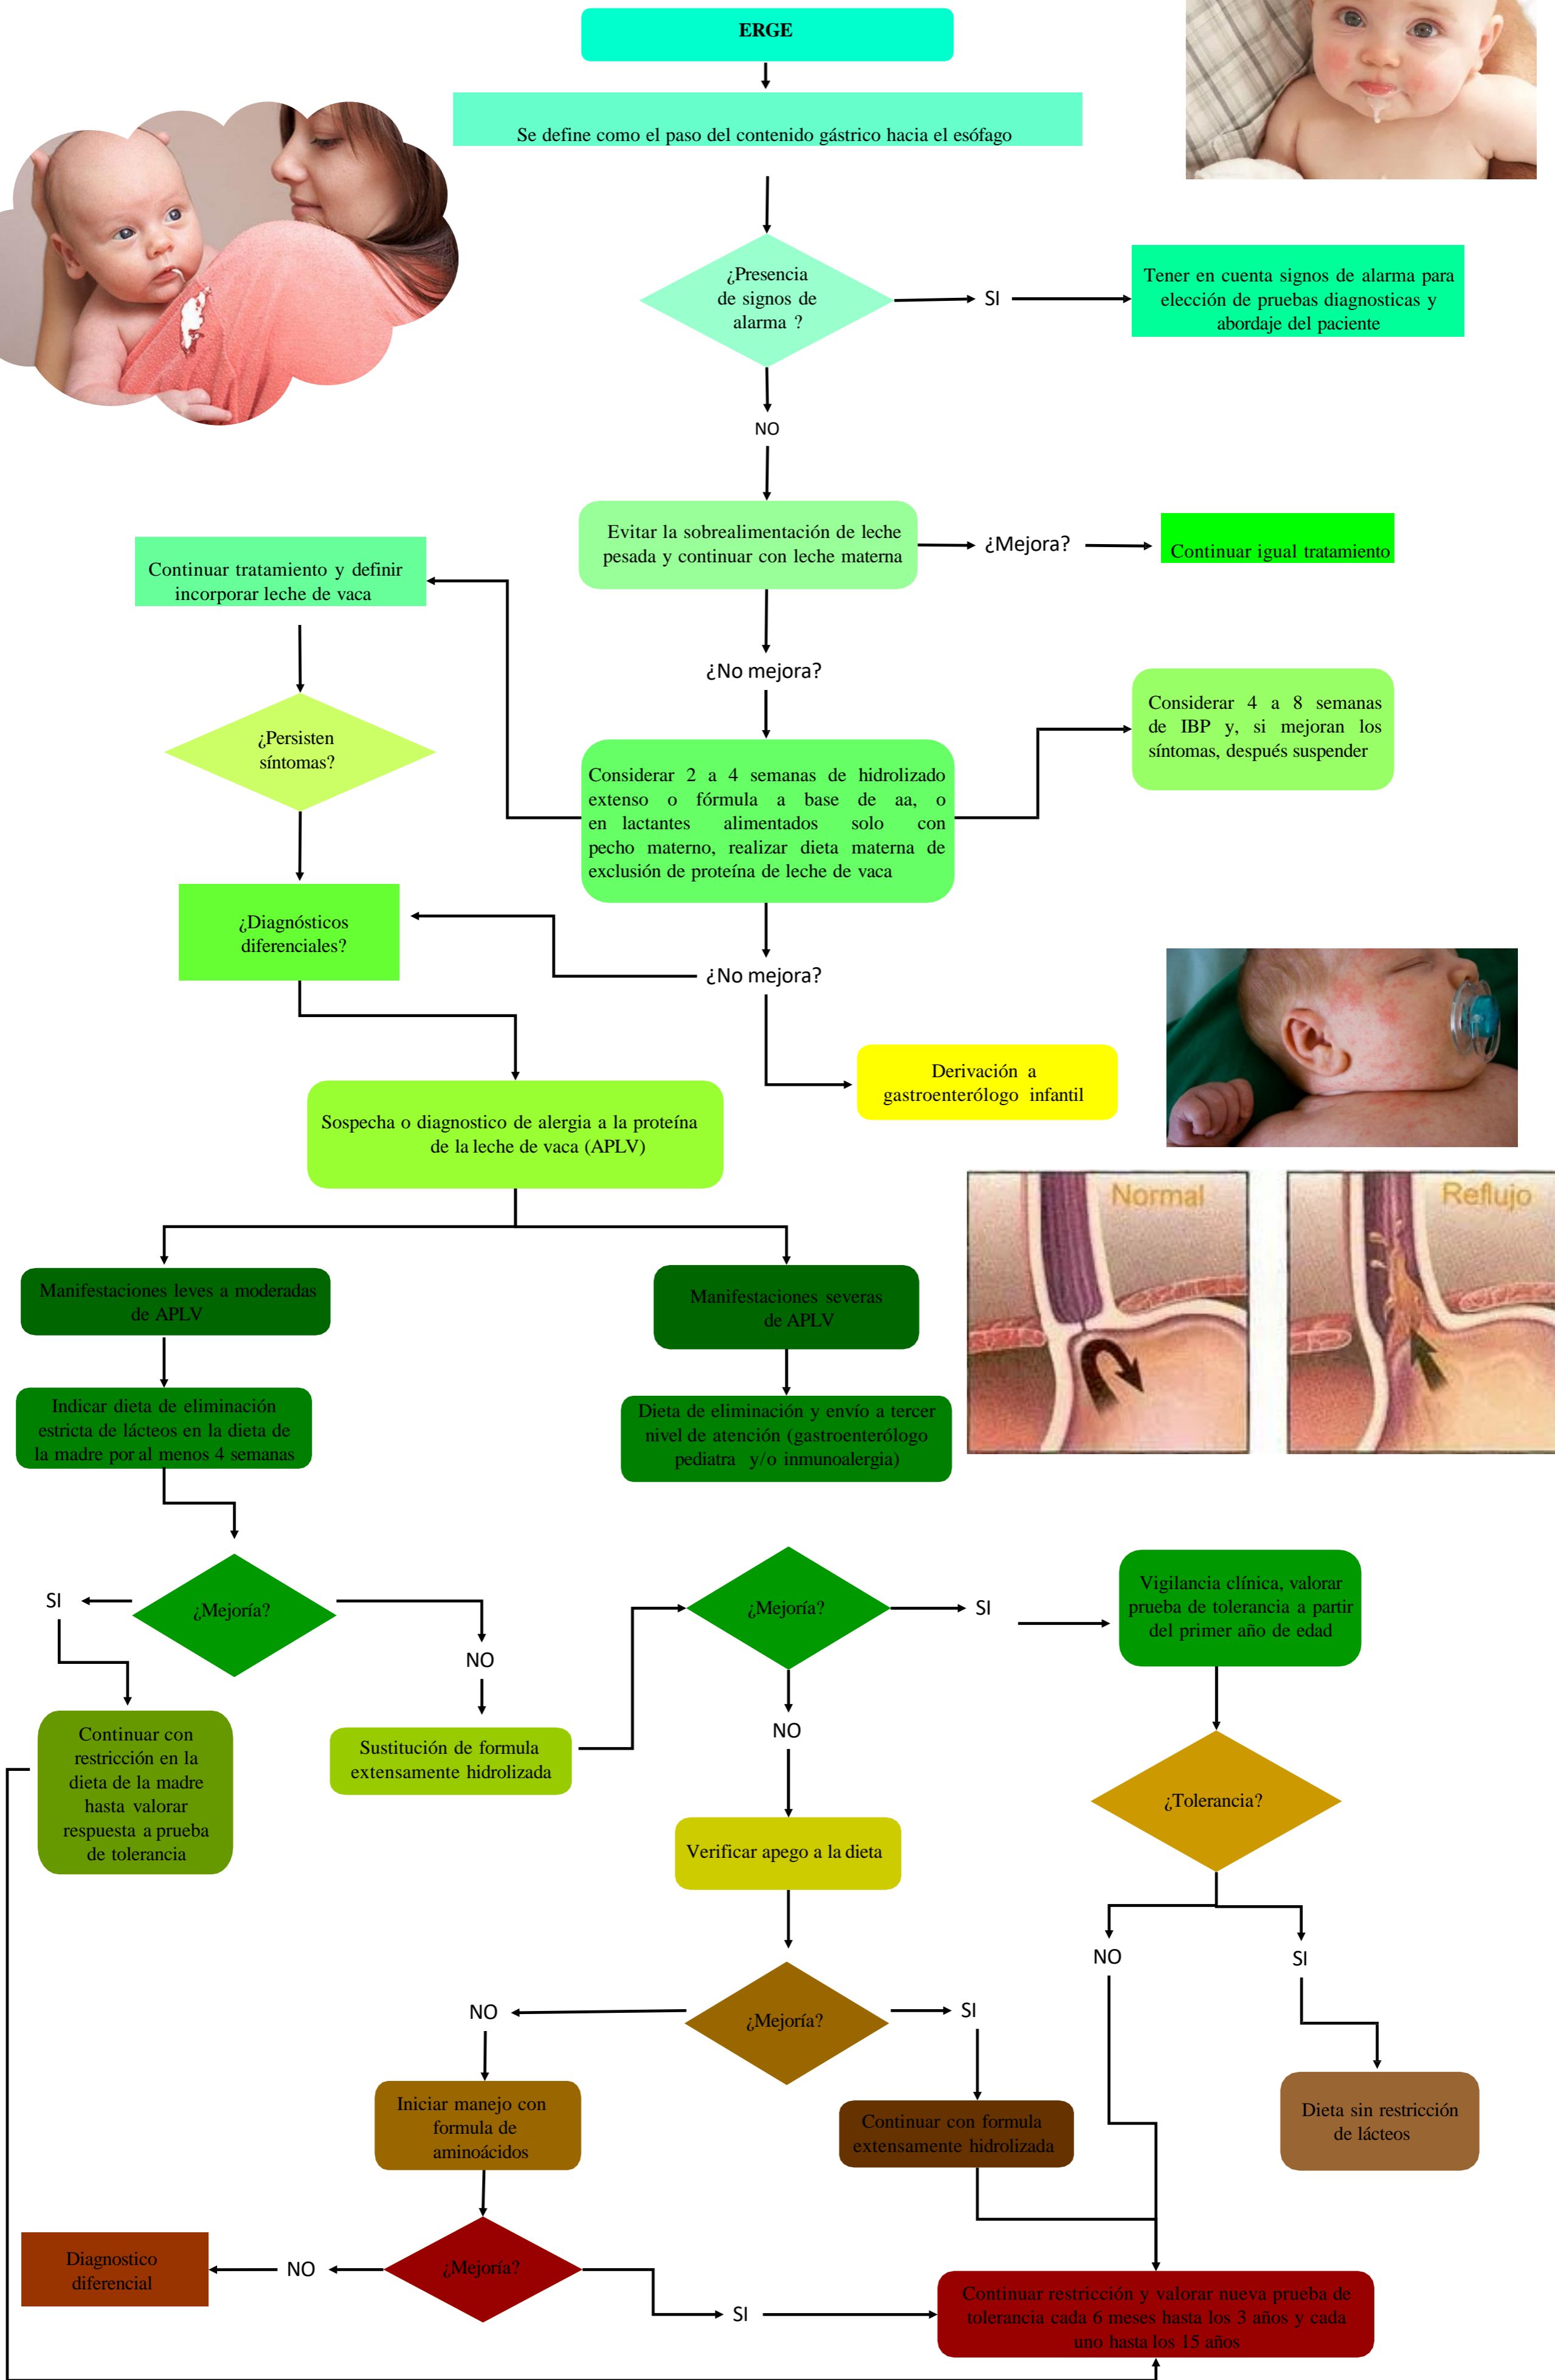 ERGE
Se define como el paso del contenido gástrico hacia el esófago
¿Presencia
de signos de
alarma ?
SI
Tener en cuenta signos de alarma para
elección de pruebas diagnosticas y
abordaje del paciente
NO
Evitar la sobrealimentación de leche
pesada y continuar con leche materna
¿Mejora?
Continuar igual tratamiento
Continuar tratamiento y definir
incorporar leche de vaca
¿No mejora?
Considerar 4 a 8 semanas
de IBP y, si mejoran los
síntomas, después suspender
¿Persisten
síntomas?
Considerar 2 a 4 semanas de hidrolizado
extenso o fórmula a base de aa, o
en lactantes alimentados solo con
pecho materno, realizar dieta materna de
exclusión de proteína de leche de vaca
¿Diagnósticos
diferenciales?
¿No mejora?
Derivación a
gastroenterólogo infantil
Sospecha o diagnostico de alergia a la proteína
de la leche de vaca (APLV)
Normal
Reflujo
Manifestaciones leves a moderadas
de APLV
Manifestaciones severas
de APLV
Indicar dieta de eliminación
estricta de lácteos en la dieta de
la madre por al menos 4 semanas
Dieta de eliminación y envío a tercer
nivel de atención (gastroenterólogo
pediatra y/o inmunoalergia)
¿Mejoría?
SI
NO
¿Mejoría?
SI
Vigilancia clínica, valorar
prueba de tolerancia a partir
del primer año de edad
Continuar con
restricción en la
dieta de la madre
hasta valorar
respuesta a prueba
de tolerancia
Sustitución de formula
extensamente hidrolizada
NO
¿Tolerancia?
Verificar apego a la dieta
NO
SI
¿Mejoría?
NO
SI
Iniciar manejo con
formula de
aminoácidos
Continuar con formula
extensamente hidrolizada
Dieta sin restricción
de lácteos
Diagnostico
diferencial
NO
¿Mejoría?
SI
Continuar restricción y valorar nueva prueba de
tolerancia cada 6 meses hasta los 3 años y cada
uno hasta los 15 años